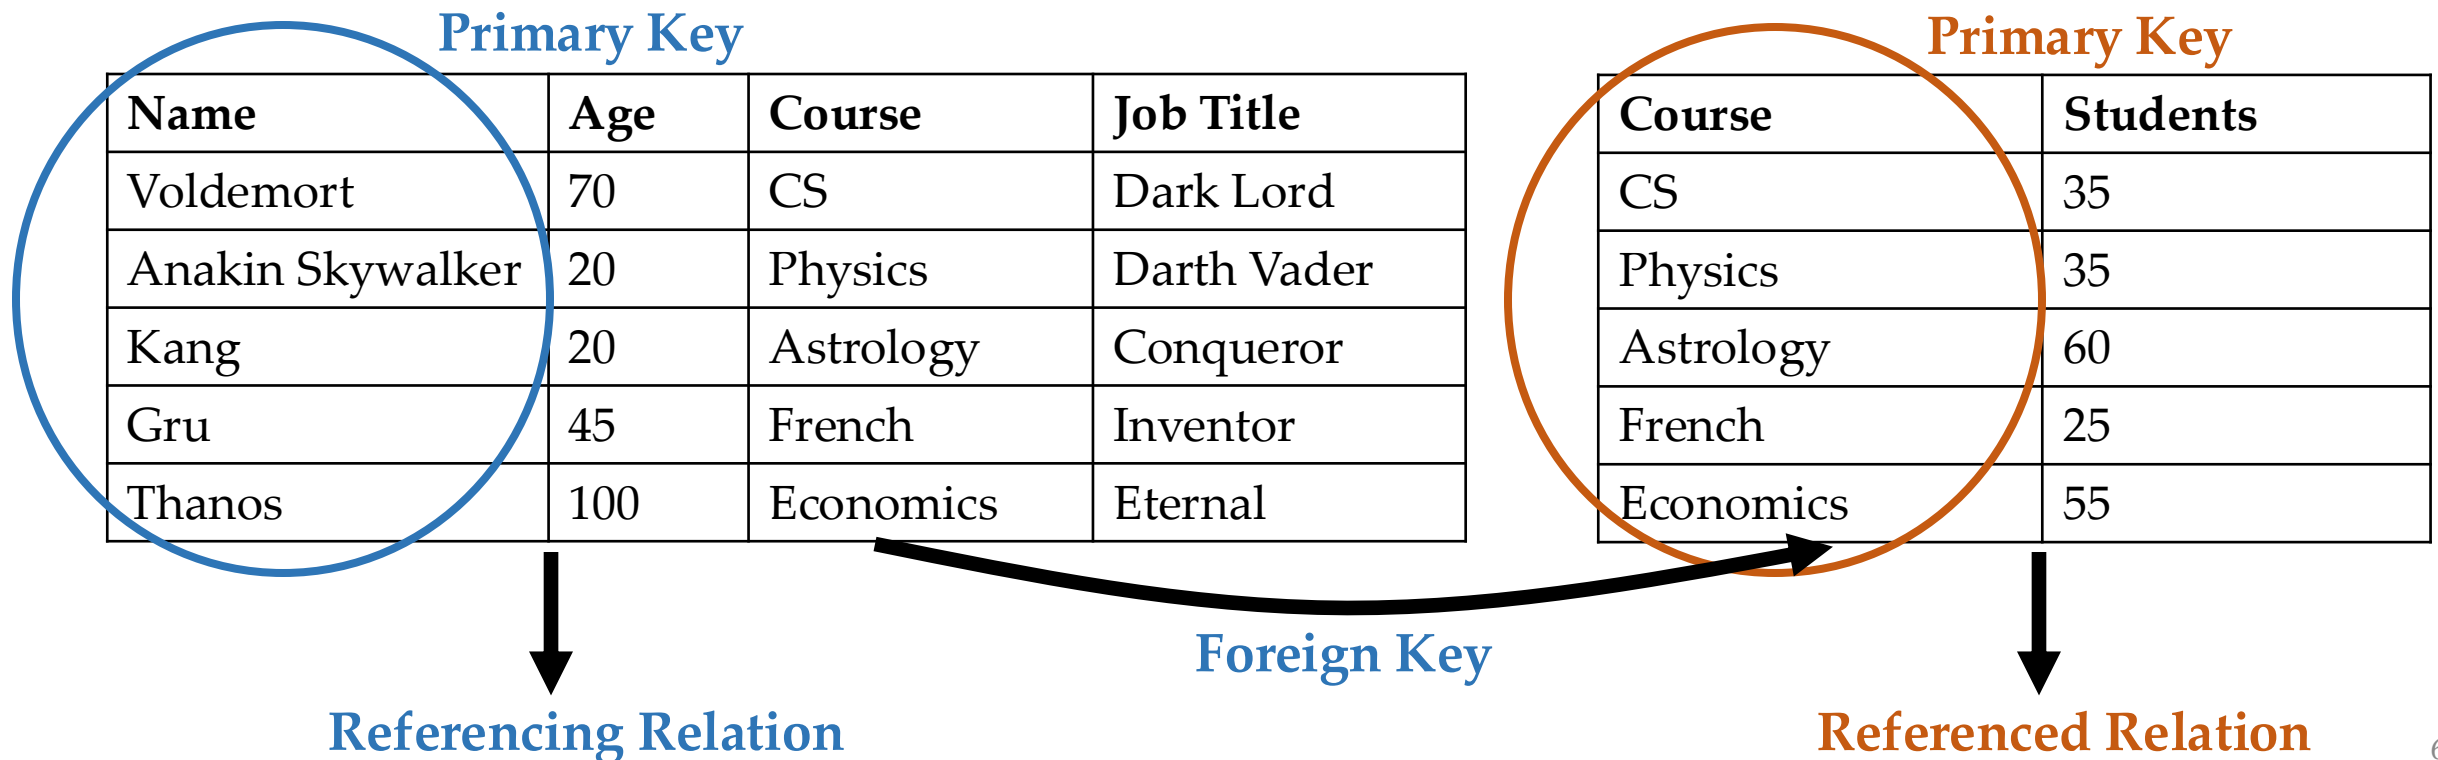 Primary Key
Primary Key
Name Age Course Job Title
Voldemort 70 CS Dark Lord
Anakin Skywalker 20 Physics Darth Vader
Kang 20 Astrology Conqueror
Gru 45 French Inventor
Thanos 100 Economics Eternal
Course Students
CS 35
Physics 35
Astrology 60
French 25
Economics 55
Foreign Key
Referencing Relation
Referenced Relation